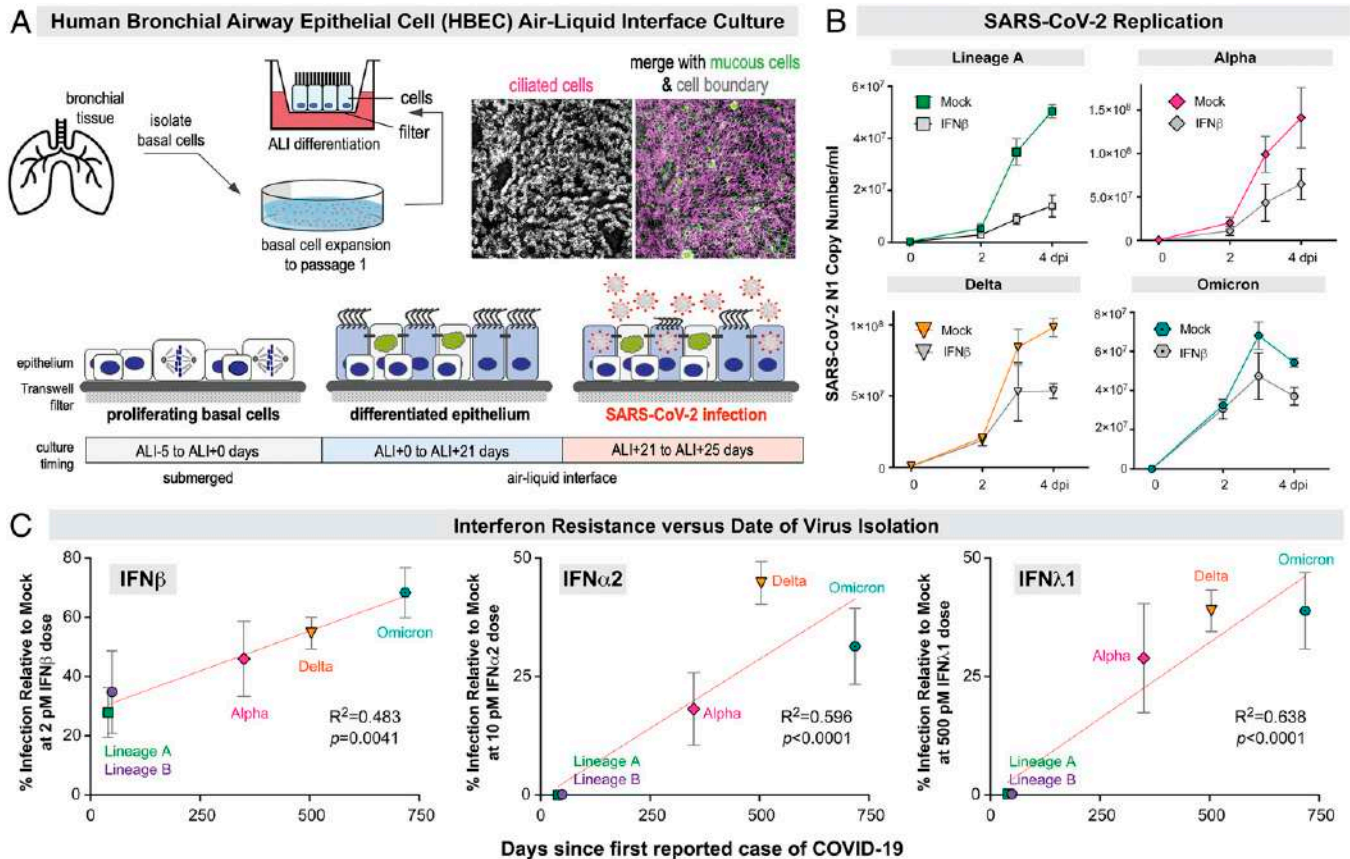 A
Human Bronchial Airway Epithelial Cell (HBEC) Air-Liquid Interface Culture
bronchial
tissue
isolate
basal cells
cells
filter
ALI differentiation
basal cell expansion
to passage 1
ciliated cells
merge with mucous cells
& cell boundary
epithelium
Transwell
filter
proliferating basal cells
differentiated epithelium
SARS-CoV-2 infection
culture
timing
ALI-5 to ALI+0 days
ALI+0 to ALI+21 days
ALI+21 to ALI+25 days
submerged
air-liquid interface
B
SARS-CoV-2 Replication
SARS-CoV-2 N1 Copy Number/ml
Lineage A
Mock
IFNβ
6×10⁷
4×10⁷
2×10⁷
0
0 2 4 dpi
Alpha
Mock
IFNβ
1.5×10⁸
1.0×10⁸
5.0×10⁷
0
0 2 4 dpi
Delta
Mock
IFNβ
1×10⁸
5×10⁷
0
0 2 4 dpi
Omicron
Mock
IFNβ
8×10⁷
6×10⁷
4×10⁷
2×10⁷
0
0 2 4 dpi
C
Interferon Resistance versus Date of Virus Isolation
% Infection Relative to Mock
at 2 pM IFNβ dose
80
60
40
20
0
IFNβ
Omicron
Delta
Alpha
R²=0.483
p=0.0041
Lineage A
Lineage B
0 250 500 750
% Infection Relative to Mock
at 10 pM IFNα2 dose
50
25
0
IFNα2
Delta
Omicron
Alpha
R²=0.596
p<0.0001
Lineage A
Lineage B
0 250 500 750
% Infection Relative to Mock
at 500 pM IFNλ1 dose
50
25
0
IFNλ1
Omicron
Delta
Alpha
R²=0.638
p<0.0001
Lineage A
Lineage B
0 250 500 750
Days since first reported case of COVID-19